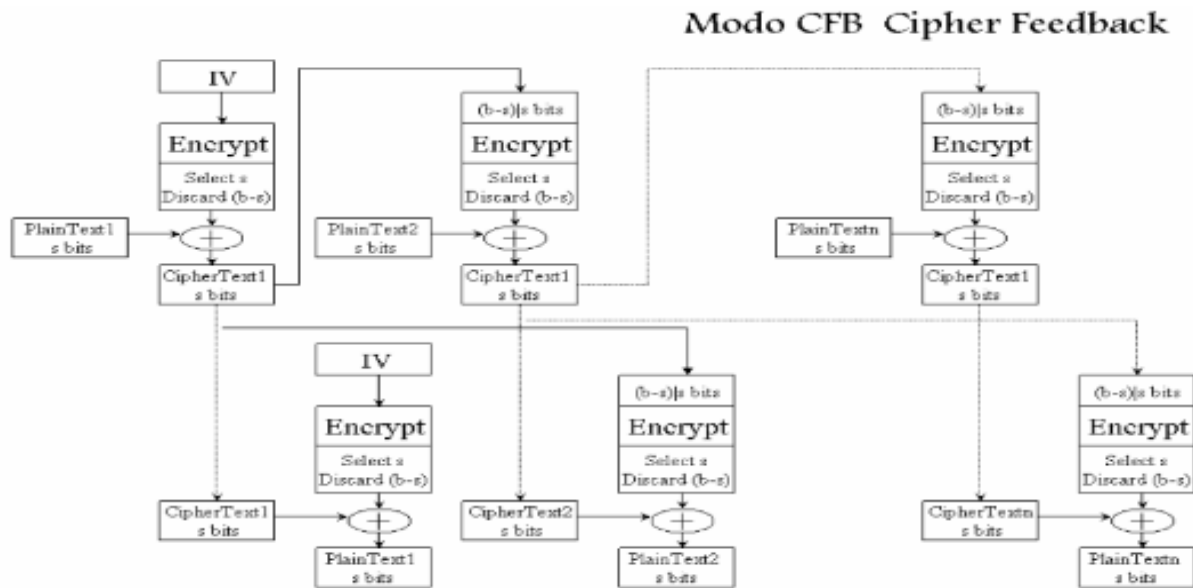 Modo CFB Cipher Feedback
IV
(b-s)|s bits
(b-s)|s bits
Encrypt
Encrypt
Encrypt
Select s
Discard (b-s)
Select s
Discard (b-s)
Select s
Discard (b-s)
PlainText1
s bits
PlainText2
s bits
PlainTextn
s bits
CipherText1
s bits
CipherText1
s bits
CipherText1
s bits
IV
(b-s)|s bits
(b-s)|s bits
Encrypt
Encrypt
Encrypt
Select s
Discard (b-s)
Select s
Discard (b-s)
Select s
Discard (b-s)
CipherText1
s bits
CipherText2
s bits
CipherTextn
s bits
PlainText1
s bits
PlainText2
s bits
PlainTextn
s bits